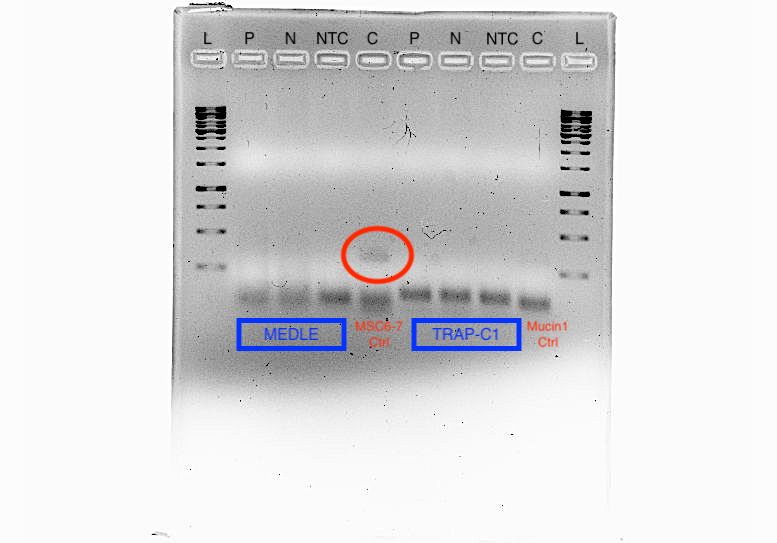 L P N NTC C P N NTC C L
MEDLE
MSC6-7
Ctrl
TRAP-C1
Mucin1
Ctrl